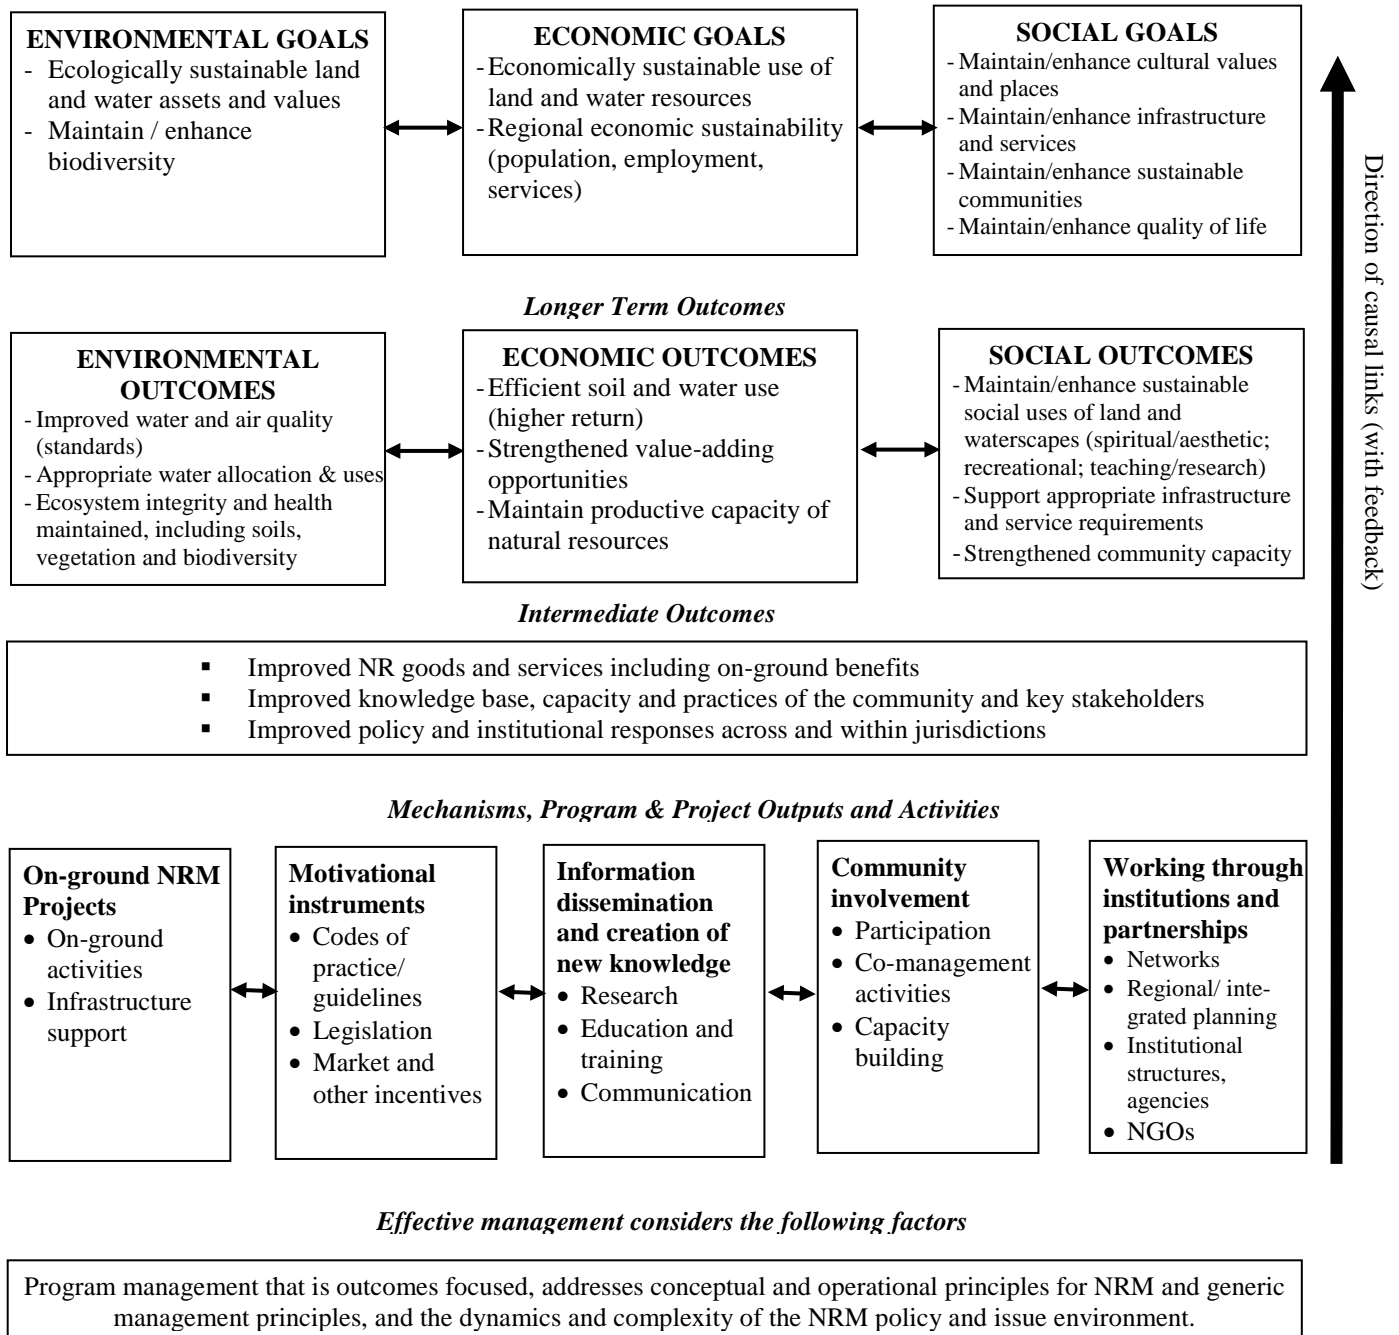 ENVIRONMENTAL GOALS
- Ecologically sustainable land
and water assets and values
- Maintain / enhance
biodiversity
ECONOMIC GOALS
- Economically sustainable use of
land and water resources
- Regional economic sustainability
(population, employment,
services)
SOCIAL GOALS
- Maintain/enhance cultural values
and places
- Maintain/enhance infrastructure
and services
- Maintain/enhance sustainable
communities
- Maintain/enhance quality of life
Direction of causal links (with feedback)
Longer Term Outcomes
ENVIRONMENTAL
OUTCOMES
- Improved water and air quality
(standards)
- Appropriate water allocation & uses
- Ecosystem integrity and health
maintained, including soils,
vegetation and biodiversity
ECONOMIC OUTCOMES
- Efficient soil and water use
(higher return)
- Strengthened value-adding
opportunities
- Maintain productive capacity of
natural resources
SOCIAL OUTCOMES
- Maintain/enhance sustainable
social uses of land and
waterscapes (spiritual/aesthetic;
recreational; teaching/research)
- Support appropriate infrastructure
and service requirements
- Strengthened community capacity
Intermediate Outcomes
▪ Improved NR goods and services including on-ground benefits
▪ Improved knowledge base, capacity and practices of the community and key stakeholders
▪ Improved policy and institutional responses across and within jurisdictions
Mechanisms, Program & Project Outputs and Activities
On-ground NRM
Projects
• On-ground
activities
• Infrastructure
support
Motivational
instruments
• Codes of
practice/
guidelines
• Legislation
• Market and
other incentives
Information
dissemination
and creation of
new knowledge
• Research
• Education and
training
• Communication
Community
involvement
• Participation
• Co-management
activities
• Capacity
building
Working through
institutions and
partnerships
• Networks
• Regional/ inte-
grated planning
• Institutional
structures,
agencies
• NGOs
Effective management considers the following factors
Program management that is outcomes focused, addresses conceptual and operational principles for NRM and generic
management principles, and the dynamics and complexity of the NRM policy and issue environment.